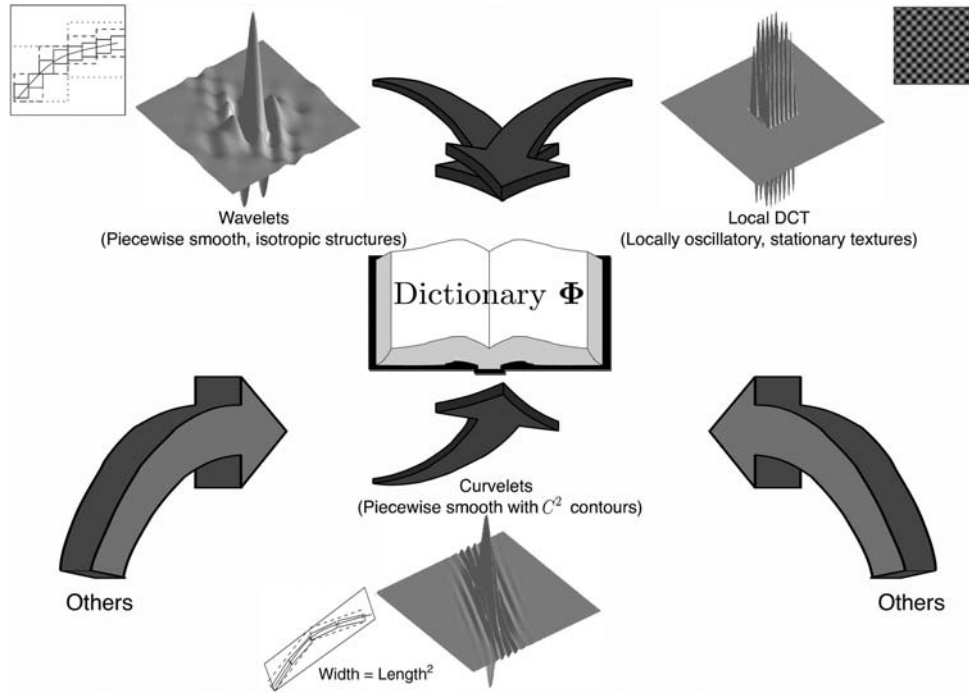 Wavelets
(Piecewise smooth, isotropic structures)
Local DCT
(Locally oscillatory, stationary textures)
Dictionary Φ
Curvelets
(Piecewise smooth with C² contours)
Others
Others
Width = Length²